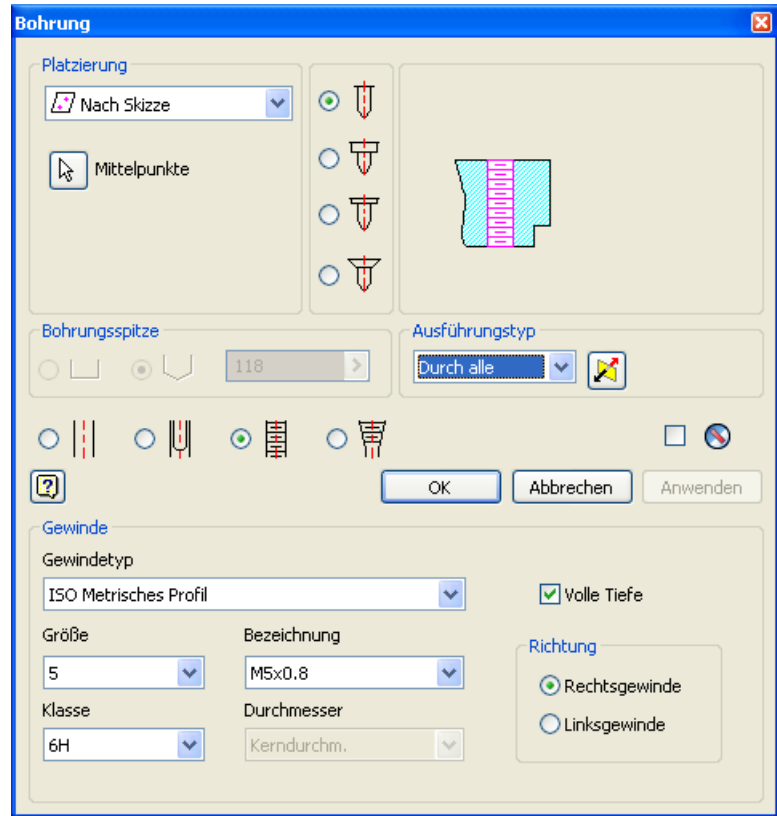 Bohrung
Platzierung
Nach Skizze
Mittelpunkte
Bohrungsspitze
118
Ausführungstyp
Durch alle
OK
Abbrechen
Anwenden
Gewinde
Gewindetyp
ISO Metrisches Profil
Volle Tiefe
Größe
Bezeichnung
5
M5x0.8
Klasse
Durchmesser
6H
Kerndurchm.
Richtung
Rechtsgewinde
Linksgewinde